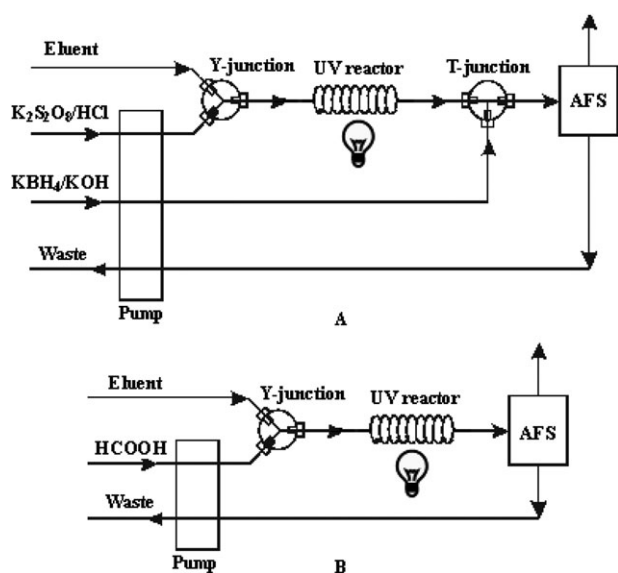 Eluent
Y-junction
UV reactor
T-junction
AFS
K₂S₂O₈/HCl
KBH₄/KOH
Waste
Pump
A
Eluent
Y-junction
UV reactor
AFS
HCOOH
Waste
Pump
B